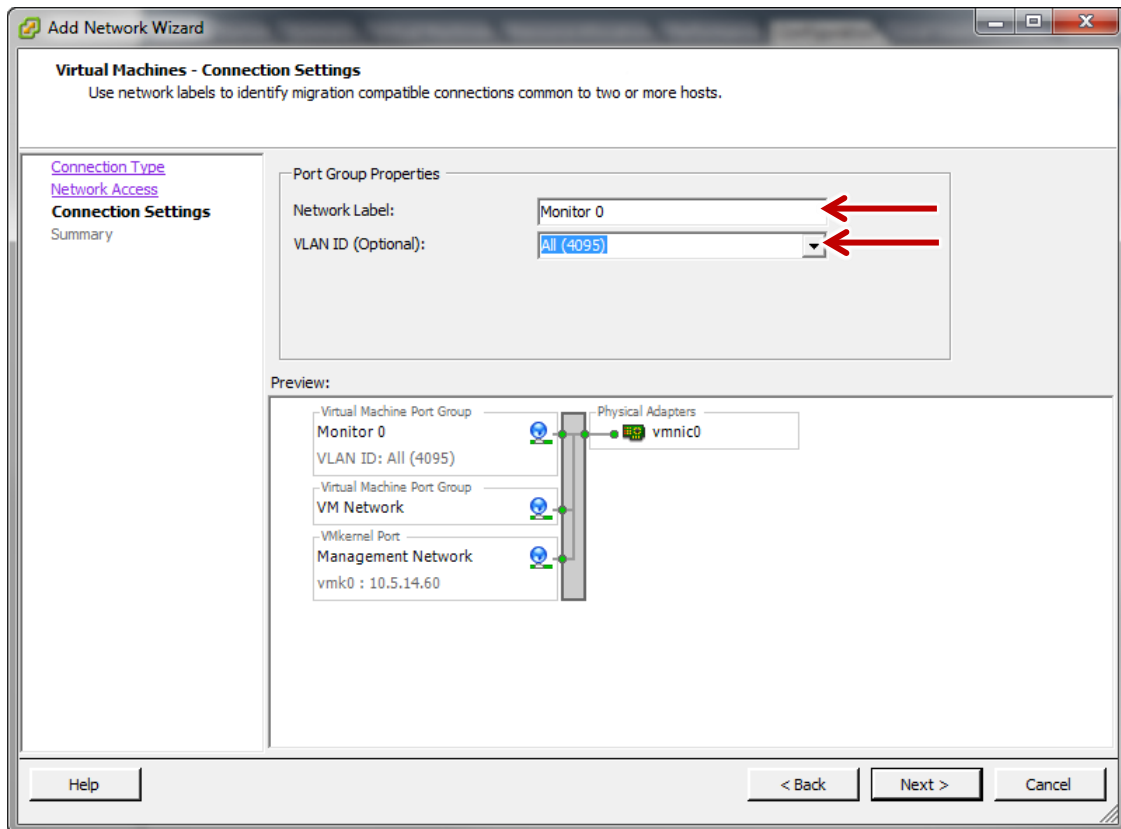 Add Network Wizard
Virtual Machines - Connection Settings
Use network labels to identify migration compatible connections common to two or more hosts.
Connection Type
Network Access
Connection Settings
Summary
Port Group Properties
Network Label:
Monitor 0
VLAN ID (Optional):
All (4095)
Preview:
Virtual Machine Port Group
Monitor 0
VLAN ID: All (4095)
Physical Adapters
vmnic0
Virtual Machine Port Group
VM Network
VMkernel Port
Management Network
vmk0 : 10.5.14.60
Help
< Back
Next >
Cancel